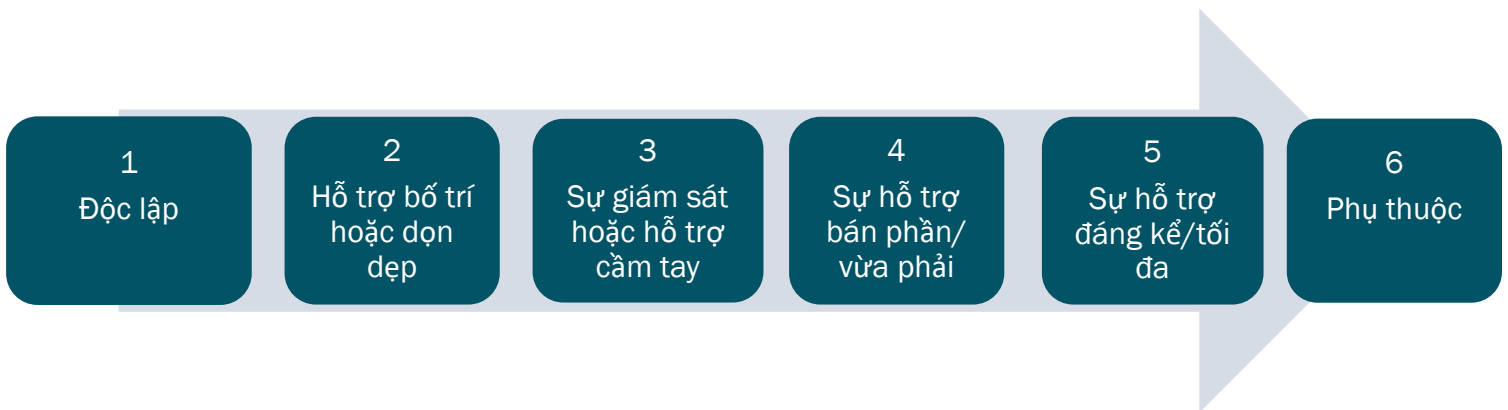 1
Độc lập
2
Hỗ trợ bố trí
hoặc dọn
dẹp
3
Sự giám sát
hoặc hỗ trợ
cầm tay
4
Sự hỗ trợ
bán phần/
vừa phải
5
Sự hỗ trợ
đáng kể/tối
đa
6
Phụ thuộc